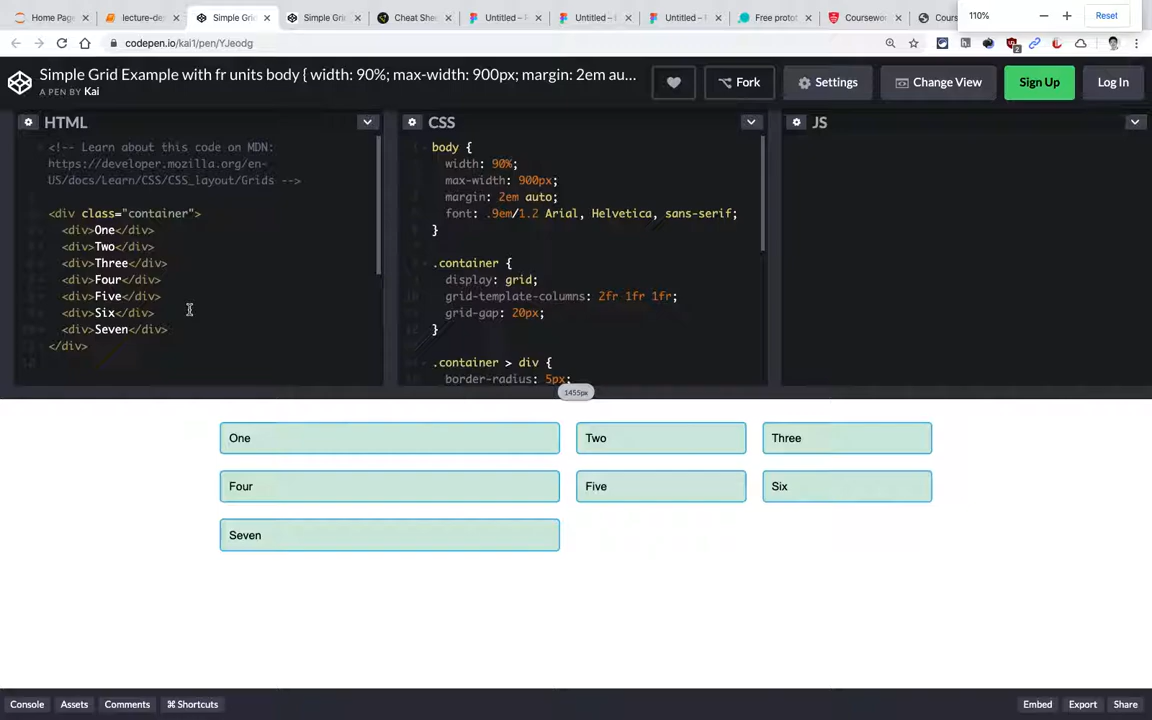 Home Page
lecture-de
Simple Gri
Simple Gri
Cheat She
Untitled –
Untitled –
Untitled –
Free protot
Coursewo
Cours
110%
Reset
codepen.io/kai1/pen/YJeodg
Simple Grid Example with fr units body { width: 90%; max-width: 900px; margin: 2em au...
A PEN BY Kai
Fork
Settings
Change View
Sign Up
Log In
HTML
<!-- Learn about this code on MDN:
https://developer.mozilla.org/en-
US/docs/Learn/CSS/CSS_layout/Grids -->
<div class="container">
<div>One</div>
<div>Two</div>
<div>Three</div>
<div>Four</div>
<div>Five</div>
<div>Six</div>
<div>Seven</div>
</div>
CSS
body {
width: 90%;
max-width: 900px;
margin: 2em auto;
font: .9em/1.2 Arial, Helvetica, sans-serif;
}
.container {
display: grid;
grid-template-columns: 2fr 1fr 1fr;
grid-gap: 20px;
}
.container > div {
border-radius: 5px;
JS
1455px
One
Two
Three
Four
Five
Six
Seven
Console
Assets
Comments
⌘ Shortcuts
Embed
Export
Share